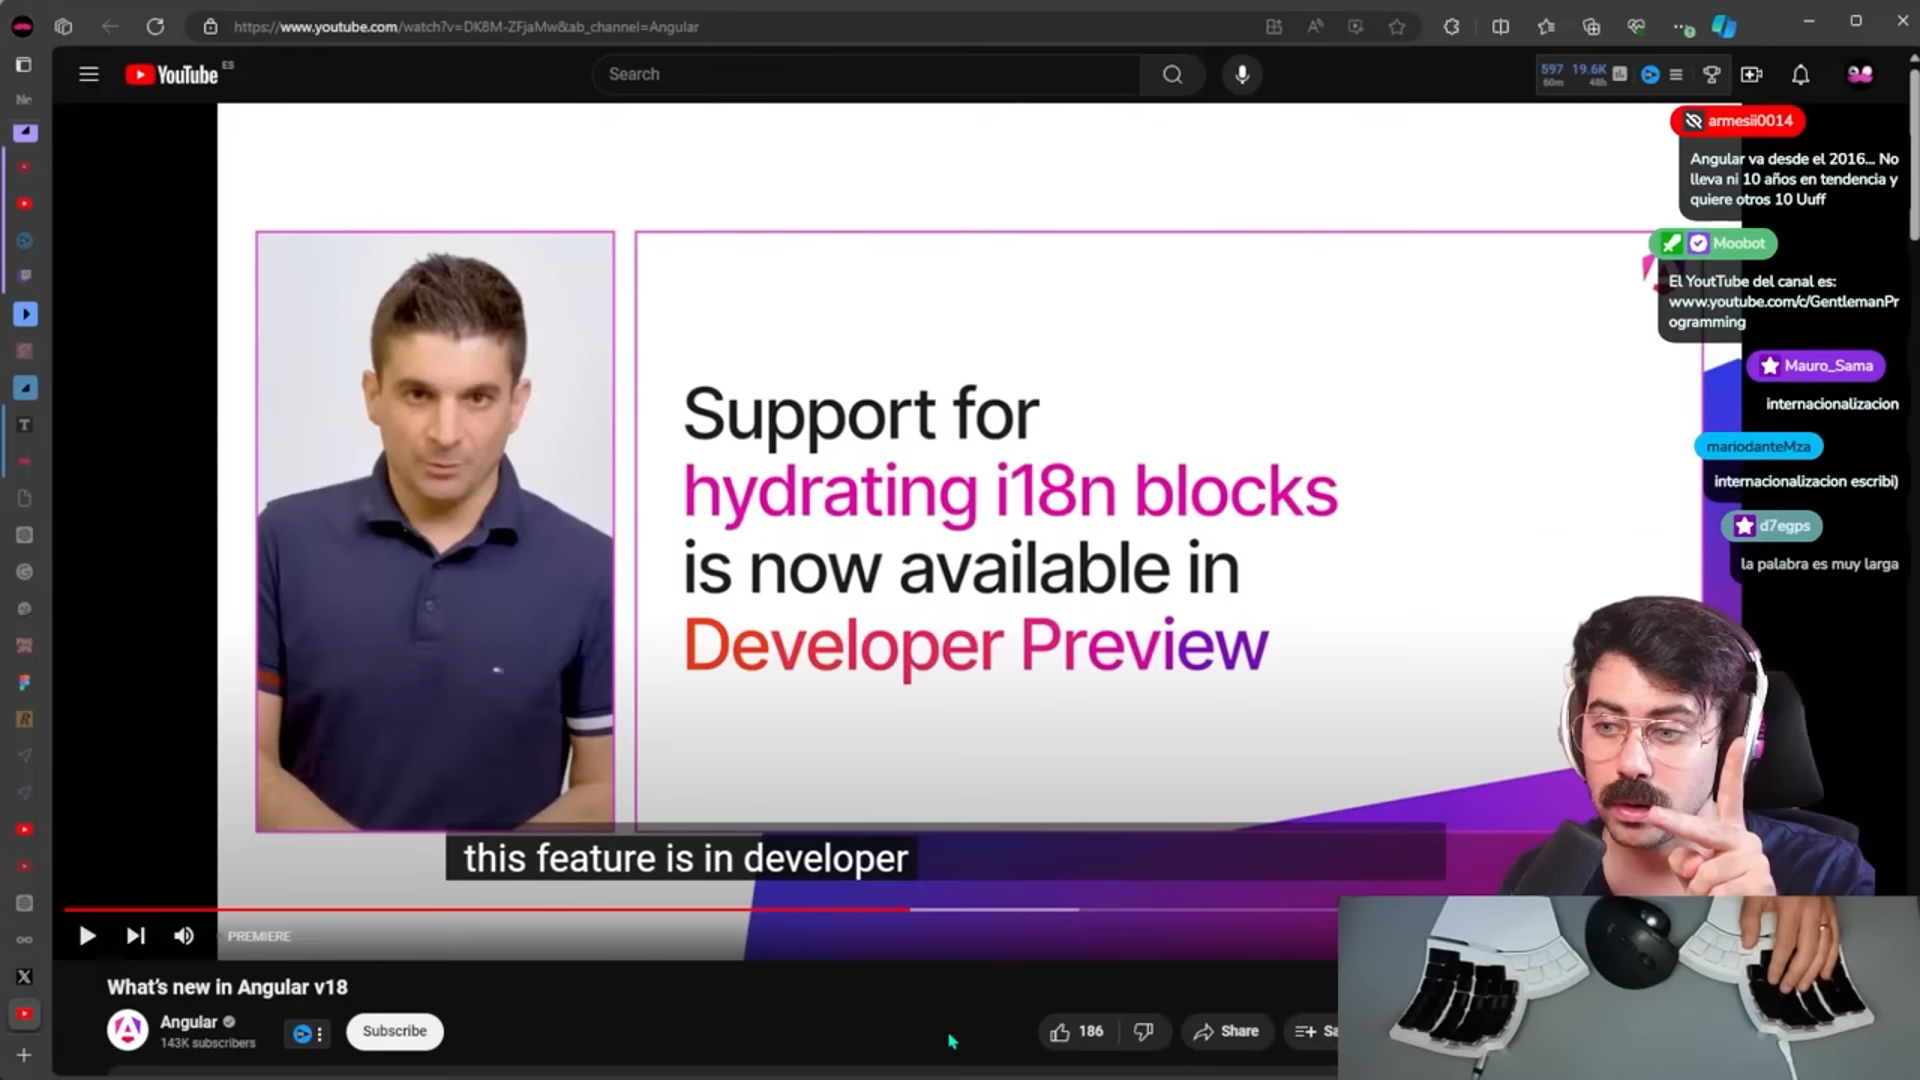 https://www.youtube.com/watch?v=DK8M-ZFjaMw&ab_channel=Angular
YouTube ES
Search
597 19.6K
60m 48h
armesii0014
Angular va desde el 2016... No
lleva ni 10 años en tendencia y
quiere otros 10 Uuff
Moobot
El YoutTube del canal es:
www.youtube.com/c/GentlemanPr
ogramming
Mauro_Sama
internacionalizacion
mariodanteMza
internacionalizacion escribi)
d7egps
la palabra es muy larga
Support for
hydrating i18n blocks
is now available in
Developer Preview
this feature is in developer
PREMIERE
What's new in Angular v18
Angular
143K subscribers
Subscribe
186
Share
Sa